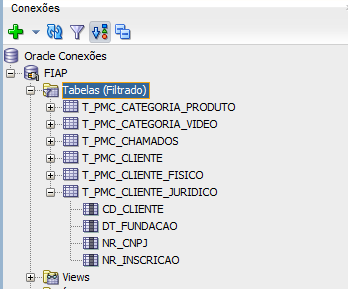 Conexões
Oracle Conexões
FIAP
Tabelas (Filtrado)
T_PMC_CATEGORIA_PRODUTO
T_PMC_CATEGORIA_VIDEO
T_PMC_CHAMADOS
T_PMC_CLIENTE
T_PMC_CLIENTE_FISICO
T_PMC_CLIENTE_JURIDICO
CD_CLIENTE
DT_FUNDACAO
NR_CNPJ
NR_INSCRICAO
Views